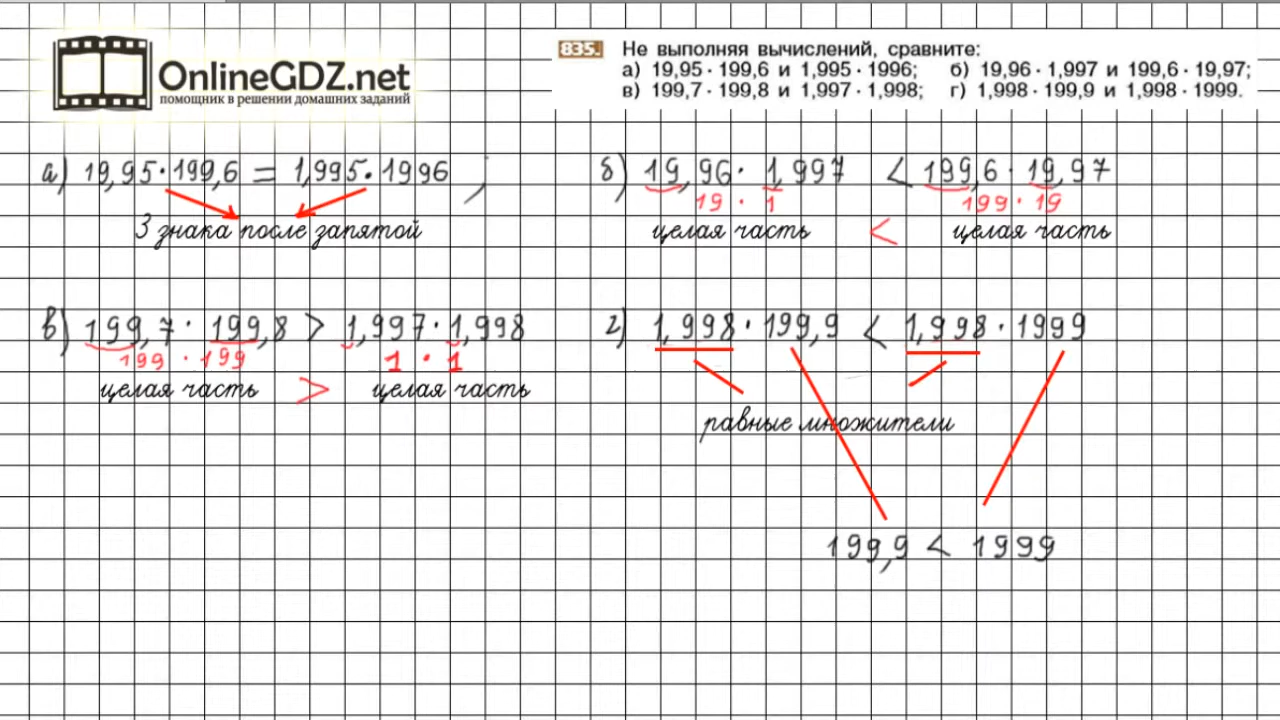 OnlineGDZ.net
помощник в решении домашних заданий
835. Не выполняя вычислений, сравните:
а) 19,95 · 199,6 и 1,995 · 1996; б) 19,96 · 1,997 и 199,6 · 19,97;
в) 199,7 · 199,8 и 1,997 · 1,998; г) 1,998 · 199,9 и 1,998 · 1999.
а) 19,95 · 199,6 = 1,995 · 1996 ;
3 знака после запятой
б) 19,96 · 1,997 < 199,6 · 19,97
19 · 1 199 · 19
целая часть < целая часть
в) 199,7 · 199,8 > 1,997 · 1,998
199 · 199 1 · 1
целая часть > целая часть
г) 1,998 · 199,9 < 1,998 · 1999
равные множители
199,9 < 1999